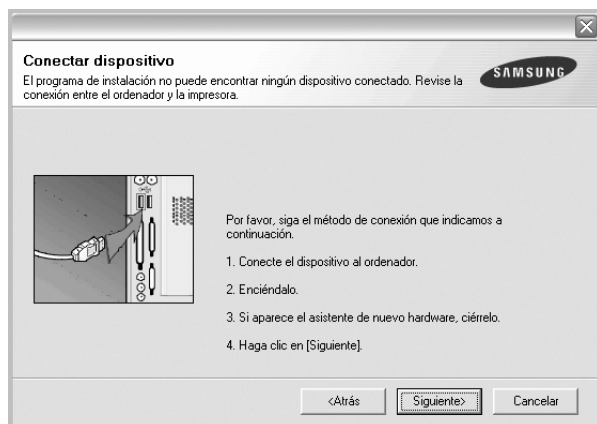 Conectar dispositivo
El programa de instalación no puede encontrar ningún dispositivo conectado. Revise la
conexión entre el ordenador y la impresora.
SAMSUNG
Por favor, siga el método de conexión que indicamos a
continuación.
1. Conecte el dispositivo al ordenador.
2. Enciéndalo.
3. Si aparece el asistente de nuevo hardware, ciérrelo.
4. Haga clic en [Siguiente].
<Atrás
Siguiente>
Cancelar